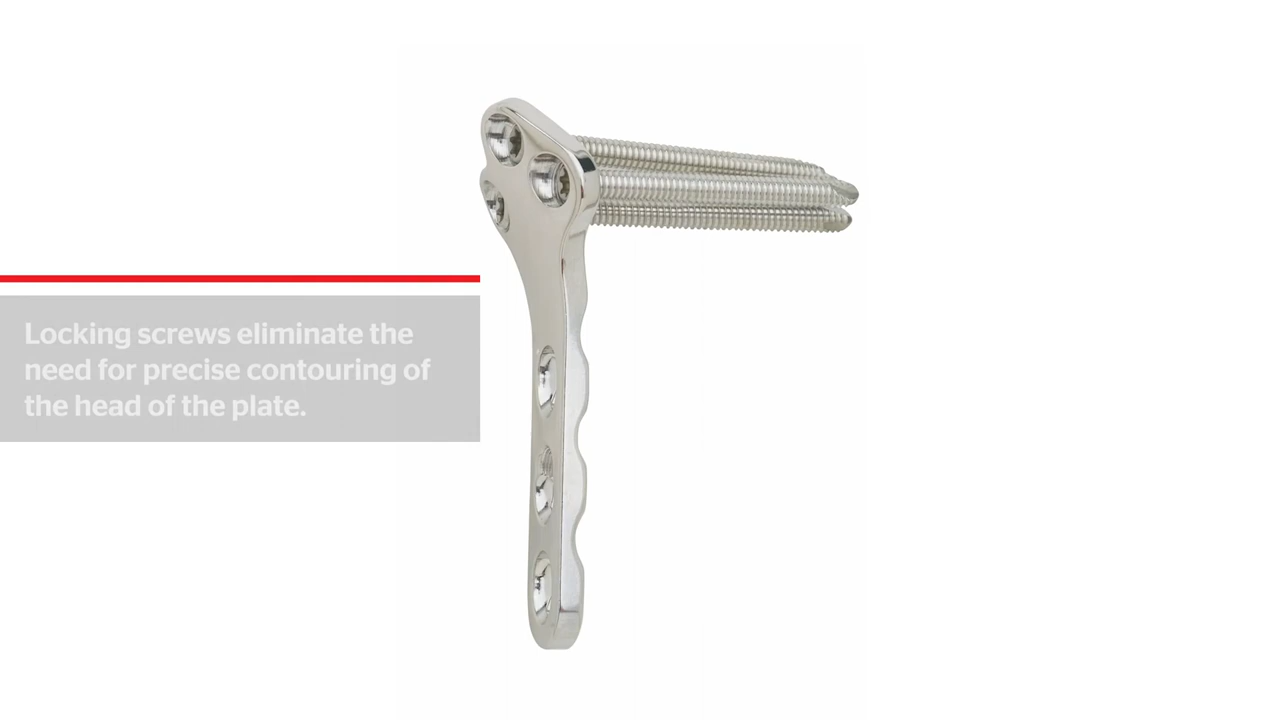 Locking screws eliminate the
need for precise contouring of
the head of the plate.